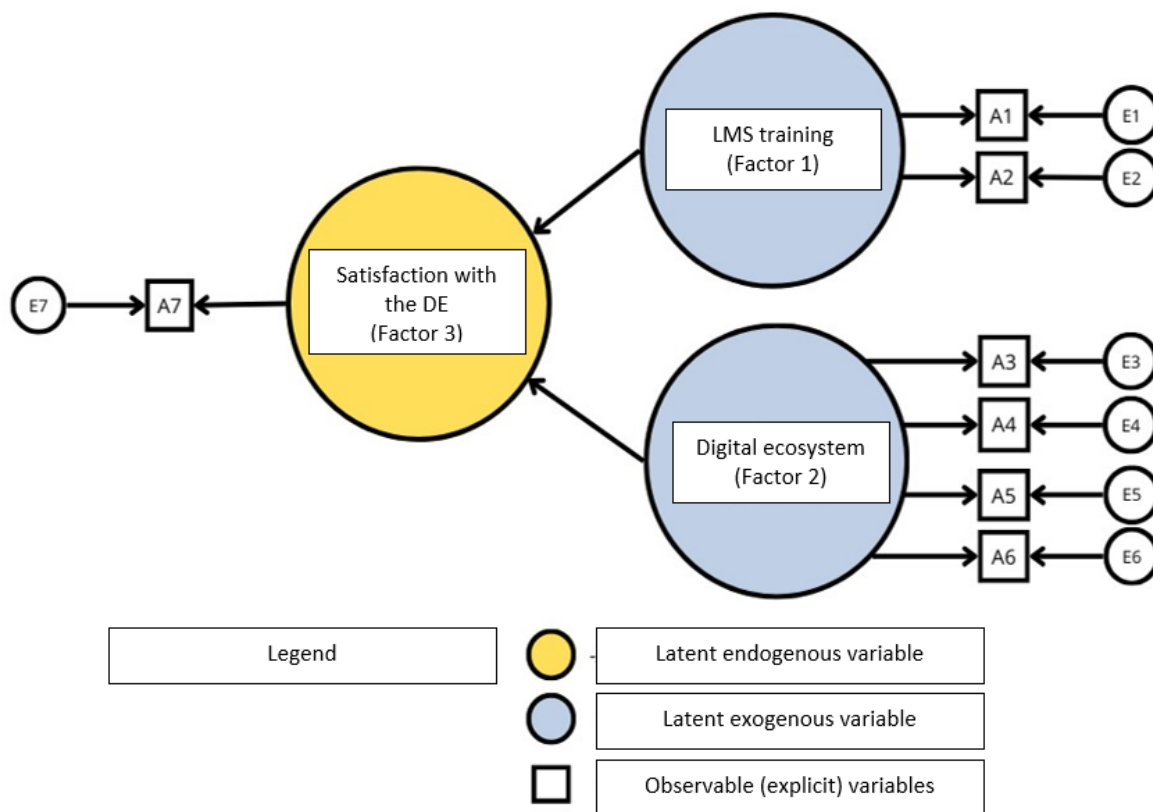 LMS training
(Factor 1)
A1
E1
A2
E2
Satisfaction with
the DE
(Factor 3)
E7
A7
Digital ecosystem
(Factor 2)
A3
E3
A4
E4
A5
E5
A6
E6
Legend
- Latent endogenous variable
Latent exogenous variable
Observable (explicit) variables